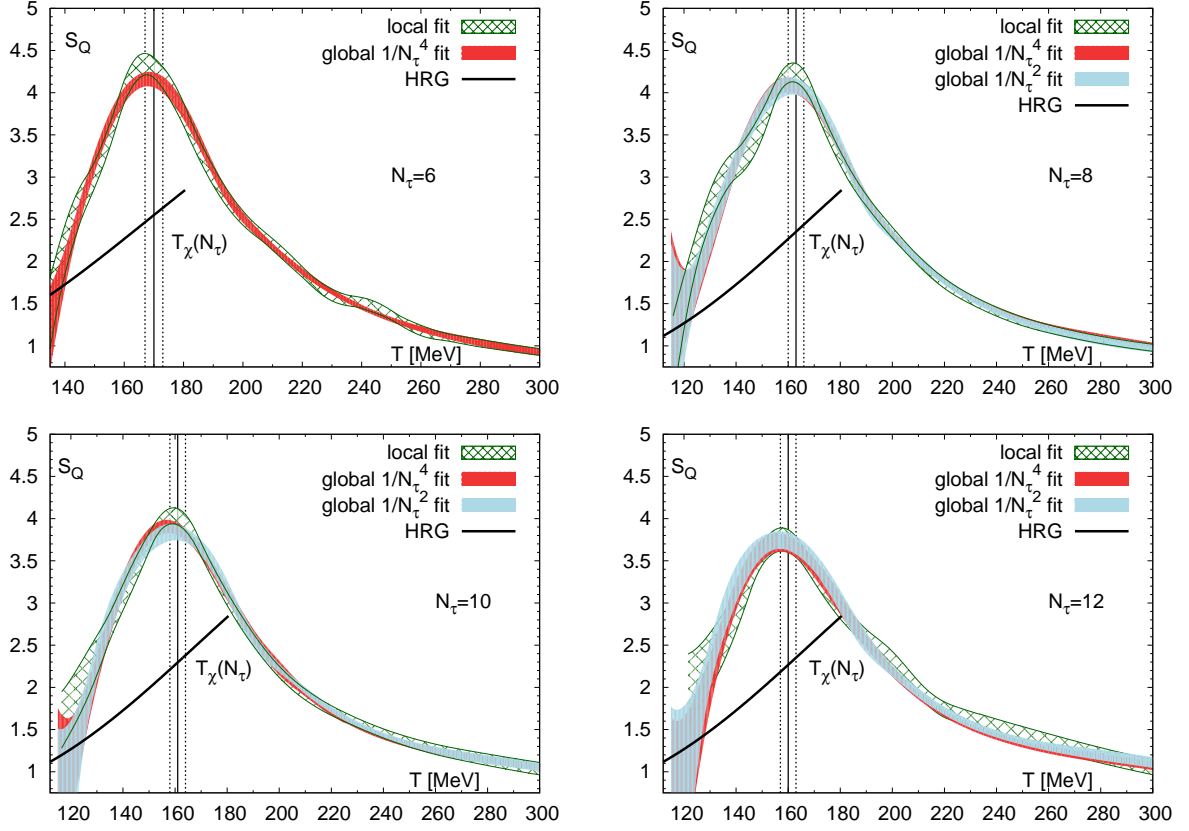 S_Q
local fit
global 1/N_τ^4 fit
HRG
N_τ=6
T_χ(N_τ)
T [MeV]
5
4.5
4
3.5
3
2.5
2
1.5
1
140 160 180 200 220 240 260 280 300
S_Q
local fit
global 1/N_τ^4 fit
global 1/N_τ^2 fit
HRG
N_τ=8
T_χ(N_τ)
T [MeV]
5
4.5
4
3.5
3
2.5
2
1.5
1
120 140 160 180 200 220 240 260 280 300
S_Q
local fit
global 1/N_τ^4 fit
global 1/N_τ^2 fit
HRG
N_τ=10
T_χ(N_τ)
T [MeV]
5
4.5
4
3.5
3
2.5
2
1.5
1
120 140 160 180 200 220 240 260 280 300
S_Q
local fit
global 1/N_τ^4 fit
global 1/N_τ^2 fit
HRG
N_τ=12
T_χ(N_τ)
T [MeV]
5
4.5
4
3.5
3
2.5
2
1.5
1
120 140 160 180 200 220 240 260 280 300